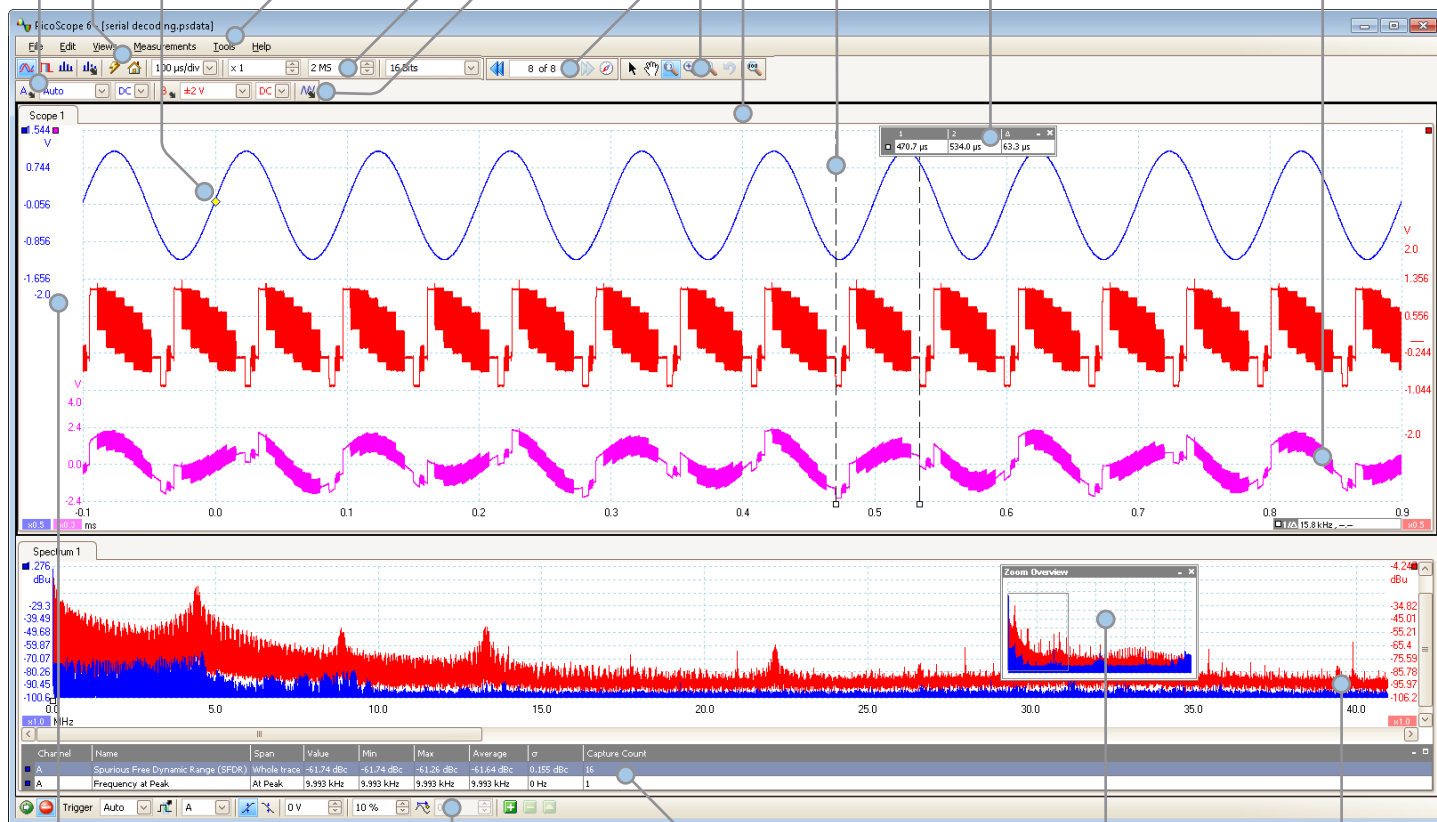 PicoScope 6 - [serial decoding.psdata]
File Edit Views Measurements Tools Help
100 µs/div x 1 2 MS 16 Bits 8 of 8
A Auto DC B ±2 V DC
Scope 1
1.544
V
0.744
-0.056
-0.856
-1.656
-2.0
1 2 Δ
470.7 µs 534.0 µs 63.3 µs
V
2.0
1.356
0.556
-0.244
-1.044
-2.0
V
4.0
2.4
0.0
-2.4
-0.1 0.0 0.1 0.2 0.3 0.4 0.5 0.6 0.7 0.8 0.9
x0.5 x0.3 ms
1/Δ 15.8 kHz, --.-- x0.5
Spectrum 1
1.276
dBu
-29.3
-39.49
-49.68
-59.87
-70.07
-80.26
-90.45
-100.6
Zoom Overview
dBu
-34.82
-45.01
-55.21
-65.4
-75.59
-85.78
-95.97
-106.2
0.0 5.0 10.0 15.0 20.0 25.0 30.0 35.0 40.0
x1.0 MHz x1.0
Channel Name Span Value Min Max Average σ Capture Count
A Spurious Free Dynamic Range (SFDR) Whole trace -61.74 dBc -61.74 dBc -61.26 dBc -61.64 dBc 0.155 dBc 16
A Frequency at Peak At Peak 9.993 kHz 9.993 kHz 9.993 kHz 9.993 kHz 0 Hz 1
Trigger Auto A 0 V 10 %